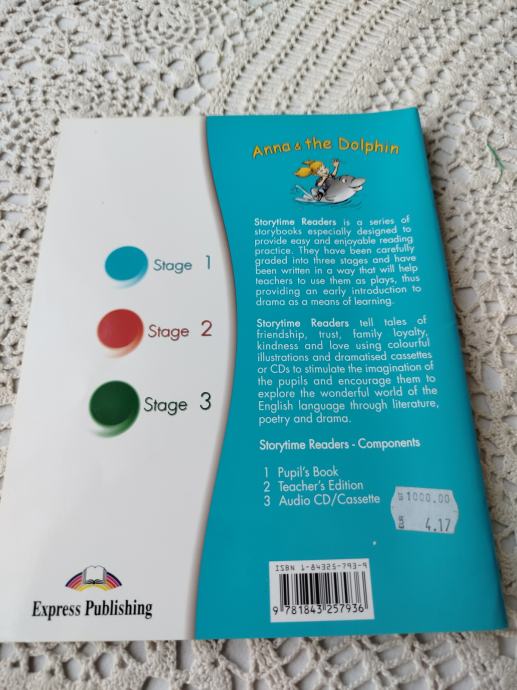 Anna & the Dolphin
Storytime Readers is a series of
storybooks especially designed to
provide easy and enjoyable reading
practice. They have been carefully
graded into three stages and have
been written in a way that will help
teachers to use them as plays, thus
providing an early introduction to
drama as a means of learning.
Storytime Readers tell tales of
friendship, trust, family loyalty,
kindness and love using colourful
illustrations and dramatised cassettes
or CDs to stimulate the imagination of
the pupils and encourage them to
explore the wonderful world of the
English language through literature,
poetry and drama.
Storytime Readers - Components
1 Pupil's Book
2 Teacher's Edition
3 Audio CD/Cassette
1000.00
EUR 4.17
ISBN 1-84325-793-9
9 781843 257936
Stage 1
Stage 2
Stage 3
Express Publishing